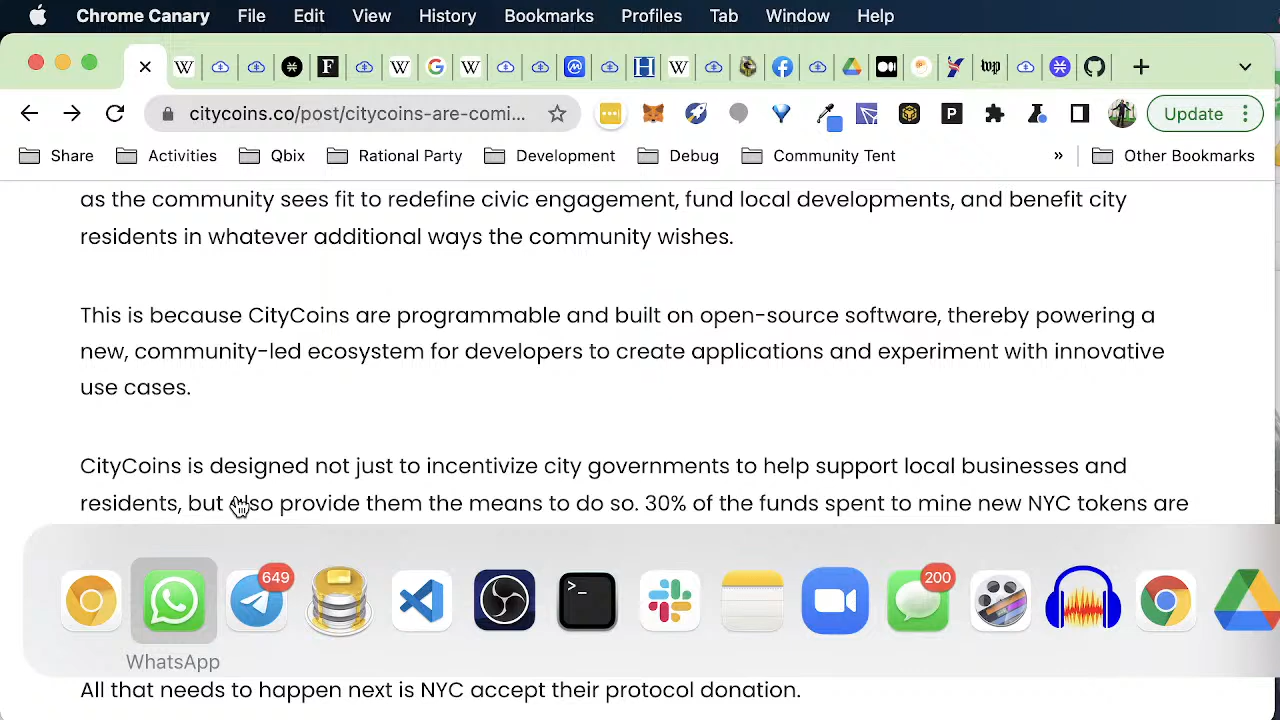 Chrome Canary File Edit View History Bookmarks Profiles Tab Window Help
citycoins.co/post/citycoins-are-comi... Update
Share Activities Qbix Rational Party Development Debug Community Tent » Other Bookmarks
as the community sees fit to redefine civic engagement, fund local developments, and benefit city
residents in whatever additional ways the community wishes.
This is because CityCoins are programmable and built on open-source software, thereby powering a
new, community-led ecosystem for developers to create applications and experiment with innovative
use cases.
CityCoins is designed not just to incentivize city governments to help support local businesses and
residents, but also provide them the means to do so. 30% of the funds spent to mine new NYC tokens are
649
200
WhatsApp
All that needs to happen next is NYC accept their protocol donation.